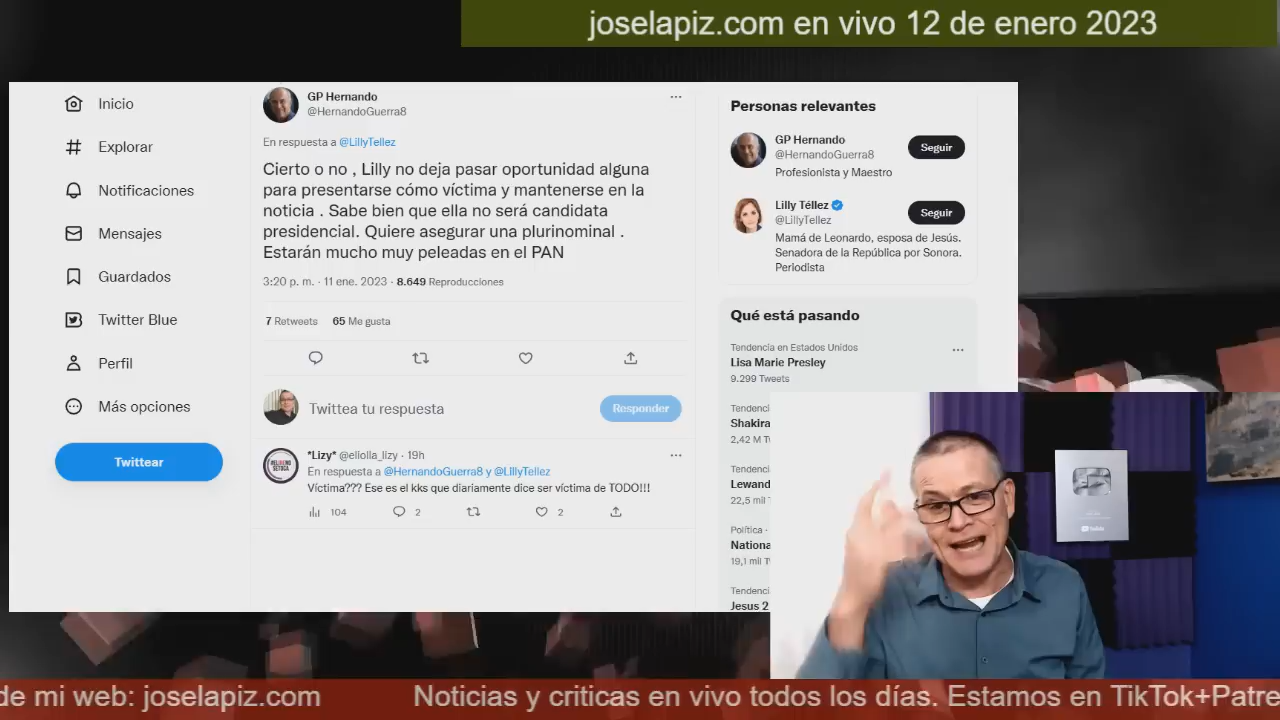 joselapiz.com en vivo 12 de enero 2023
Inicio
Explorar
Notificaciones
Mensajes
Guardados
Twitter Blue
Perfil
Más opciones
Twittear
GP Hernando
@HernandoGuerra8
En respuesta a @LillyTellez
Cierto o no , Lilly no deja pasar oportunidad alguna
para presentarse cómo víctima y mantenerse en la
noticia . Sabe bien que ella no será candidata
presidencial. Quiere asegurar una plurinominal .
Estarán mucho muy peleadas en el PAN
3:20 p. m. · 11 ene. 2023 · 8.649 Reproducciones
7 Retweets 65 Me gusta
Twittea tu respuesta
Responder
*Lizy* @eliolla_lizy · 19h
En respuesta a @HernandoGuerra8 y @LillyTellez
Víctima??? Ese es el kks que diariamente dice ser víctima de TODO!!!
104 2 2
Personas relevantes
GP Hernando
@HernandoGuerra8
Seguir
Profesionista y Maestro
Lilly Téllez
@LillyTellez
Seguir
Mamá de Leonardo, esposa de Jesús.
Senadora de la República por Sonora.
Periodista
Qué está pasando
Tendencia en Estados Unidos
Lisa Marie Presley
9.299 Tweets
Tendenci
Shakira
2,42 M T
Tendenci
Lewand
22,5 mil T
Política ·
Nationa
19,1 mil T
Tendenci
Jesus 2
YouTube
de mi web: joselapiz.com Noticias y criticas en vivo todos los días. Estamos en TikTok+Patre